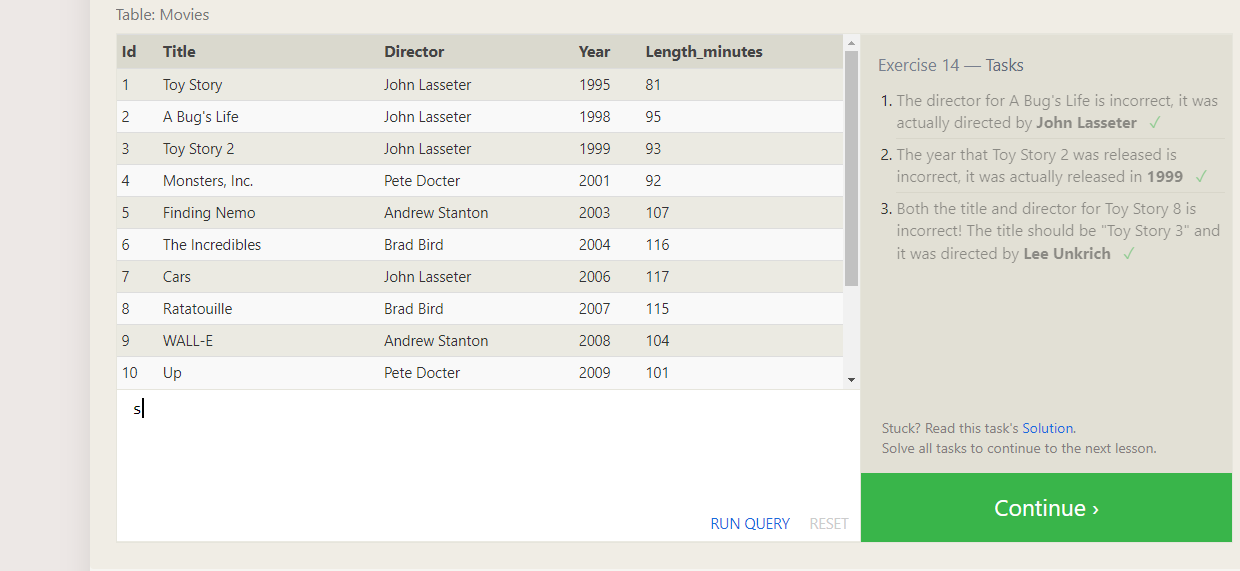 Table: Movies
Id Title Director Year Length_minutes
1 Toy Story John Lasseter 1995 81
2 A Bug's Life John Lasseter 1998 95
3 Toy Story 2 John Lasseter 1999 93
4 Monsters, Inc. Pete Docter 2001 92
5 Finding Nemo Andrew Stanton 2003 107
6 The Incredibles Brad Bird 2004 116
7 Cars John Lasseter 2006 117
8 Ratatouille Brad Bird 2007 115
9 WALL-E Andrew Stanton 2008 104
10 Up Pete Docter 2009 101
s
RUN QUERY RESET
Exercise 14 — Tasks
1. The director for A Bug's Life is incorrect, it was
actually directed by John Lasseter ✓
2. The year that Toy Story 2 was released is
incorrect, it was actually released in 1999 ✓
3. Both the title and director for Toy Story 8 is
incorrect! The title should be "Toy Story 3" and
it was directed by Lee Unkrich ✓
Stuck? Read this task's Solution.
Solve all tasks to continue to the next lesson.
Continue ›